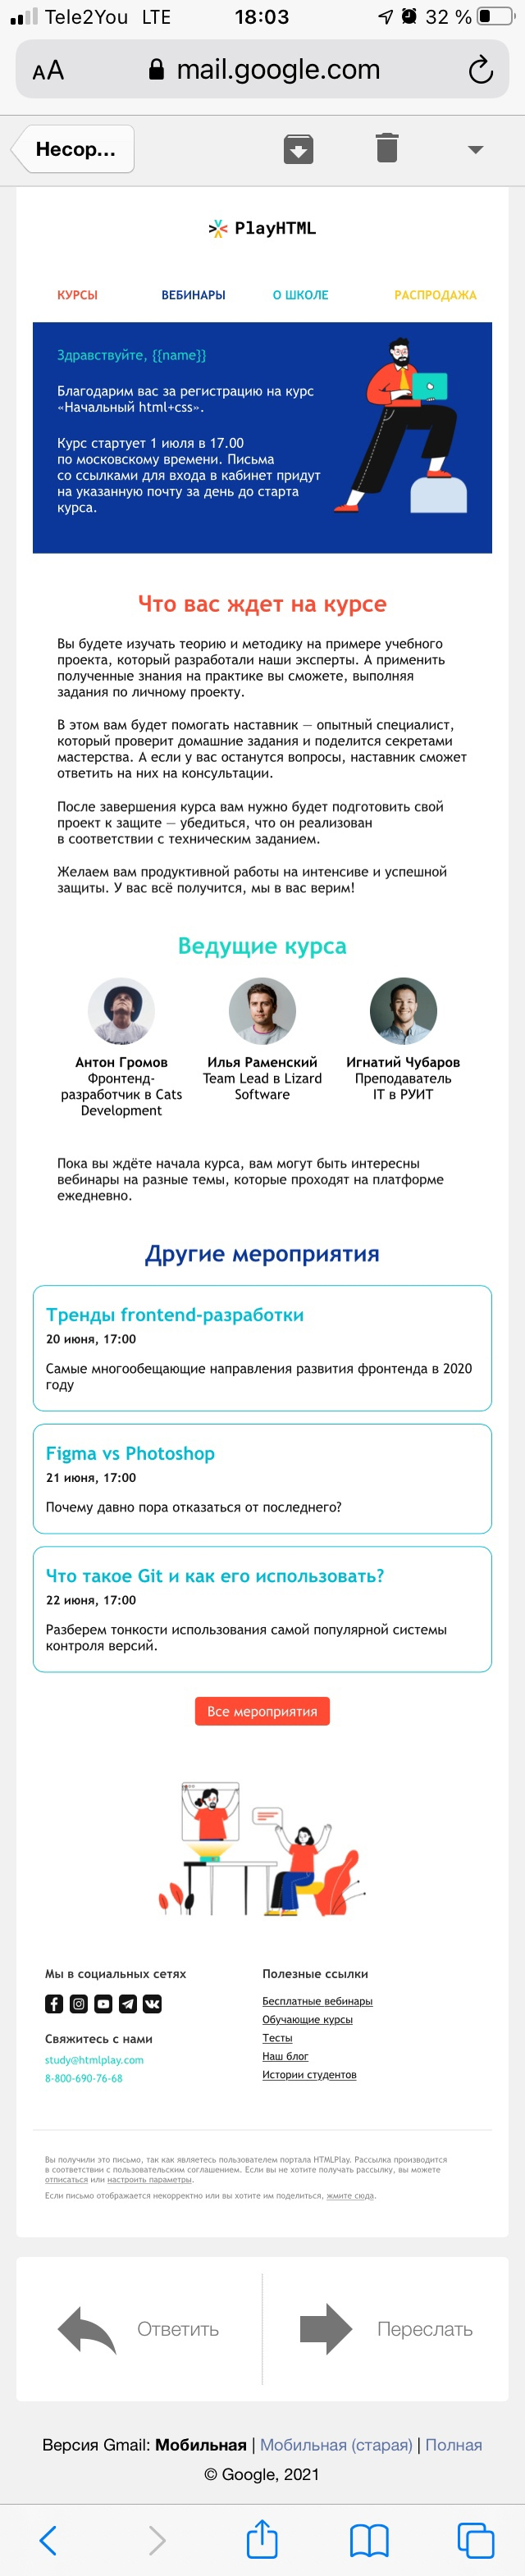 Tele2You LTE 18:03 32 %
AA mail.google.com
Несор...
PlayHTML
КУРСЫ ВЕБИНАРЫ О ШКОЛЕ РАСПРОДАЖА
Здравствуйте, {{name}}
Благодарим вас за регистрацию на курс
«Начальный html+css».
Курс стартует 1 июля в 17.00
по московскому времени. Письма
со ссылками для входа в кабинет придут
на указанную почту за день до старта
курса.
Что вас ждет на курсе
Вы будете изучать теорию и методику на примере учебного
проекта, который разработали наши эксперты. А применить
полученные знания на практике вы сможете, выполняя
задания по личному проекту.
В этом вам будет помогать наставник — опытный специалист,
который проверит домашние задания и поделится секретами
мастерства. А если у вас останутся вопросы, наставник сможет
ответить на них на консультации.
После завершения курса вам нужно будет подготовить свой
проект к защите — убедиться, что он реализован
в соответствии с техническим заданием.
Желаем вам продуктивной работы на интенсиве и успешной
защиты. У вас всё получится, мы в вас верим!
Ведущие курса
Антон Громов
Фронтенд-
разработчик в Cats
Development
Илья Раменский
Team Lead в Lizard
Software
Игнатий Чубаров
Преподаватель
IT в РУИТ
Пока вы ждёте начала курса, вам могут быть интересны
вебинары на разные темы, которые проходят на платформе
ежедневно.
Другие мероприятия
Тренды frontend-разработки
20 июня, 17:00
Самые многообещающие направления развития фронтенда в 2020
году
Figma vs Photoshop
21 июня, 17:00
Почему давно пора отказаться от последнего?
Что такое Git и как его использовать?
22 июня, 17:00
Разберем тонкости использования самой популярной системы
контроля версий.
Все мероприятия
Мы в социальных сетях
Свяжитесь с нами
study@htmlplay.com
8-800-690-76-68
Полезные ссылки
Бесплатные вебинары
Обучающие курсы
Тесты
Наш блог
Истории студентов
Вы получили это письмо, так как являетесь пользователем портала HTMLPlay. Рассылка производится
в соответствии с пользовательским соглашением. Если вы не хотите получать рассылку, вы можете
отписаться или настроить параметры.
Если письмо отображается некорректно или вы хотите им поделиться, жмите сюда.
Ответить Переслать
Версия Gmail: Мобильная | Мобильная (старая) | Полная
© Google, 2021